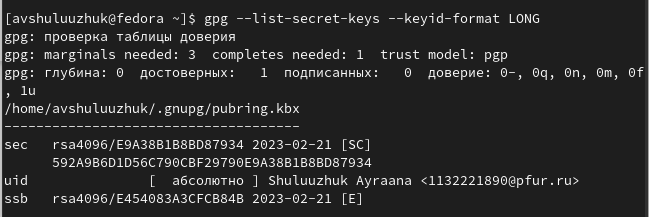 [avshuluuzhuk@fedora ~]$ gpg --list-secret-keys --keyid-format LONG
gpg: проверка таблицы доверия
gpg: marginals needed: 3  completes needed: 1  trust model: pgp
gpg: глубина: 0  достоверных:   1  подписанных:   0  доверие: 0-, 0q, 0n, 0m, 0f
, 1u
/home/avshuluuzhuk/.gnupg/pubring.kbx
-------------------------------------
sec   rsa4096/E9A38B1B8BD87934 2023-02-21 [SC]
      592A9B6D1D56C790CBF29790E9A38B1B8BD87934
uid              [  абсолютно ] Shuluuzhuk Ayraana <1132221890@pfur.ru>
ssb   rsa4096/E454083A3CFCB84B 2023-02-21 [E]